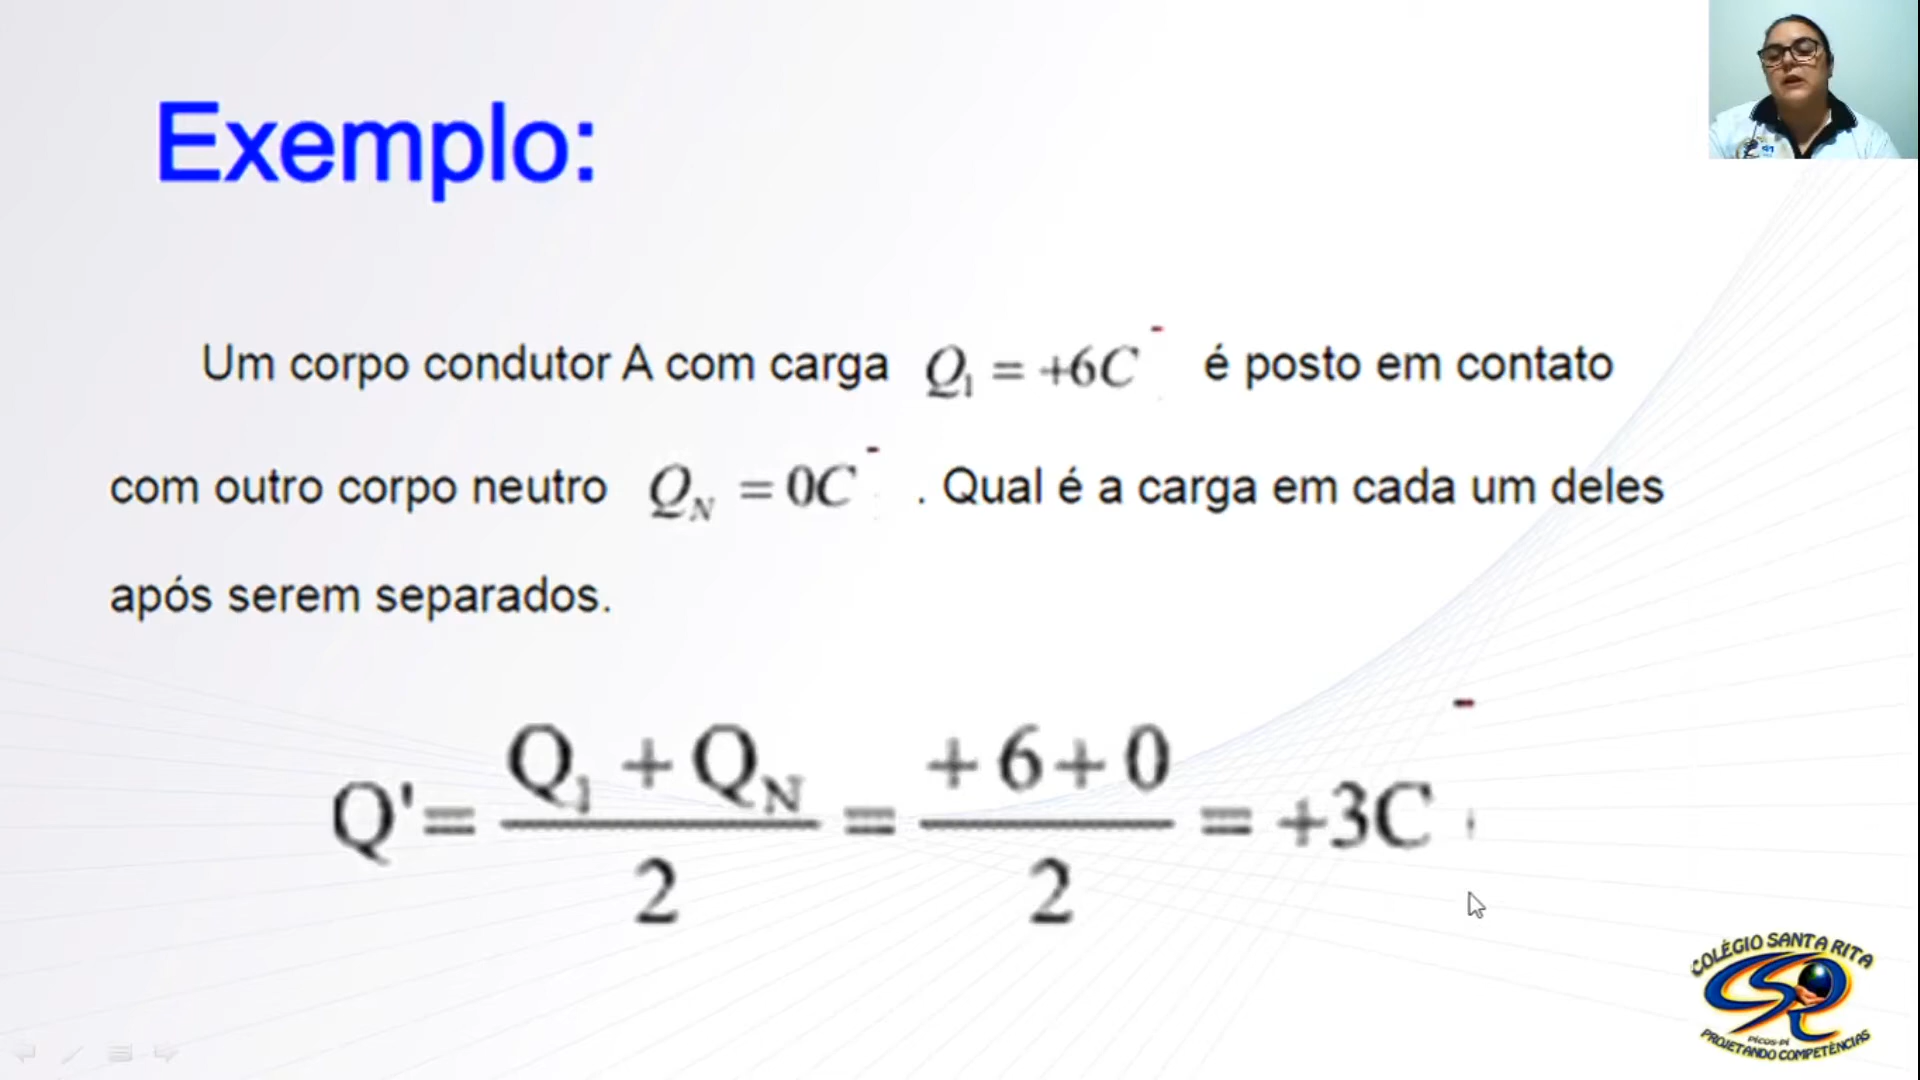 Exemplo:
Um corpo condutor A com carga Q₁ = +6C é posto em contato
com outro corpo neutro Q_N = 0C . Qual é a carga em cada um deles
após serem separados.
Q'= (Q₁ + Q_N)/2 = (+6+0)/2 = +3C
COLÉGIO SANTA RITA
PICOS-PI
PROJETANDO COMPETÊNCIAS